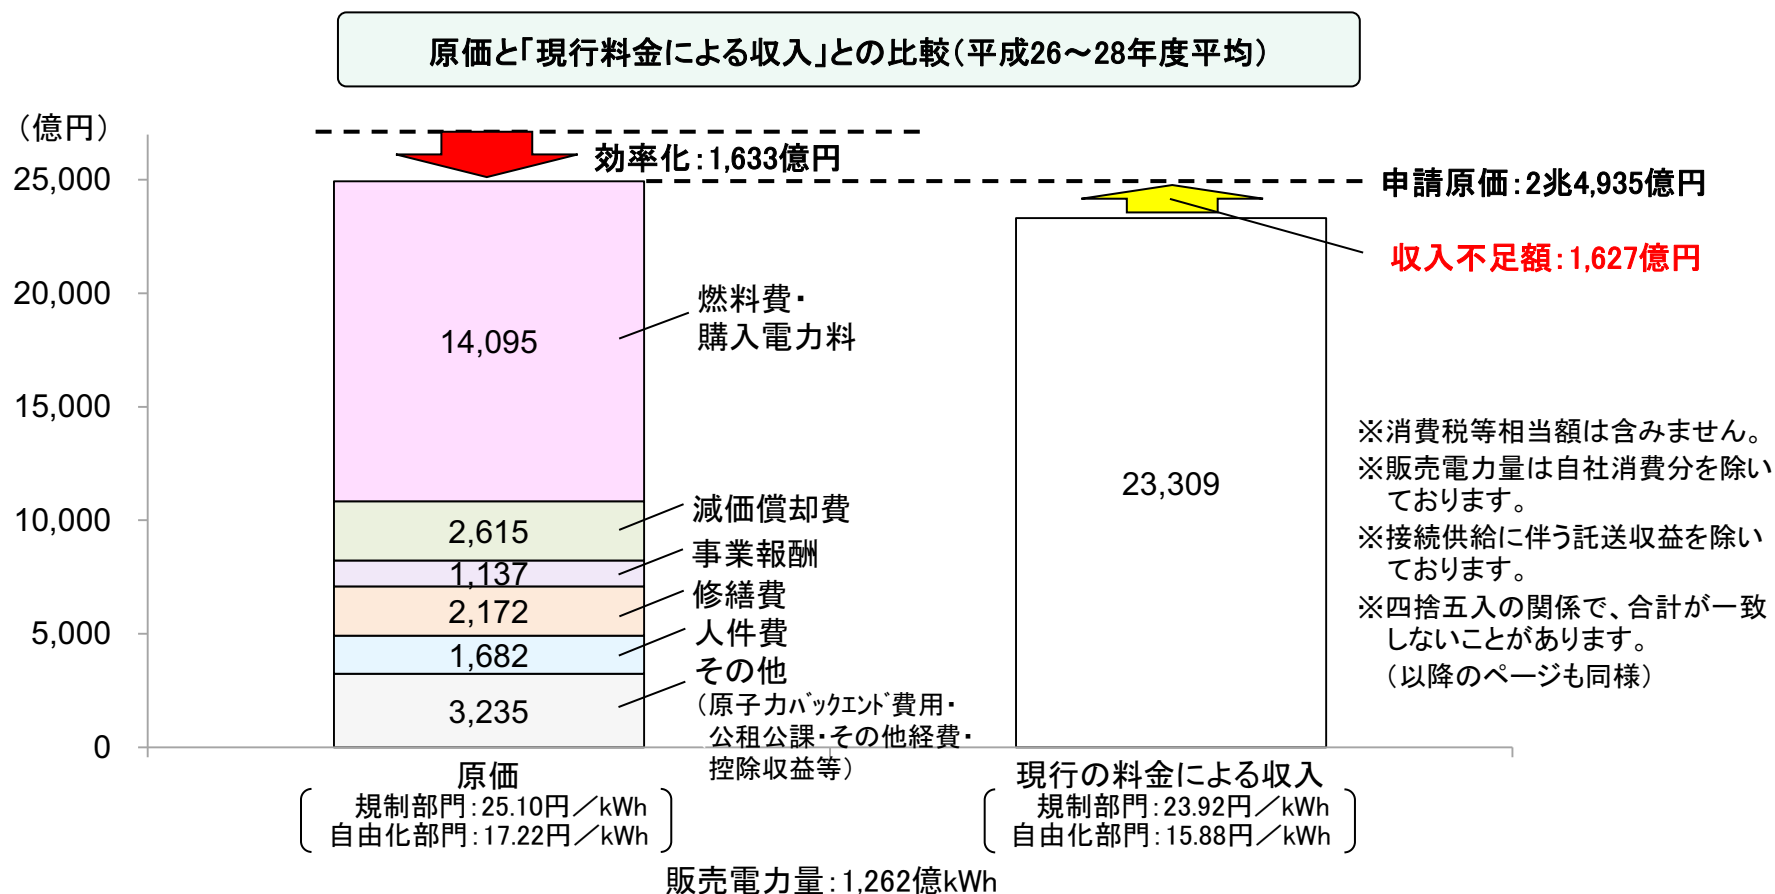 原価と「現行料金による収入」との比較（平成26～28年度平均）
（億円）
効率化：1,633億円
25,000
申請原価：2兆4,935億円
収入不足額：1,627億円
20,000
燃料費・
購入電力料
14,095
15,000
※消費税等相当額は含みません。
※販売電力量は自社消費分を除い
ております。
※接続供給に伴う託送収益を除い
ております。
※四捨五入の関係で、合計が一致
しないことがあります。
（以降のページも同様）
23,309
10,000
2,615
減価償却費
1,137
事業報酬
2,172
修繕費
5,000
1,682
人件費
3,235
その他
（原子力ﾊﾞｯｸｴﾝﾄﾞ費用・
公租公課・その他経費・
控除収益等）
0
原価
規制部門：25.10円／kWh
自由化部門：17.22円／kWh
現行の料金による収入
規制部門：23.92円／kWh
自由化部門：15.88円／kWh
販売電力量：1,262億kWh